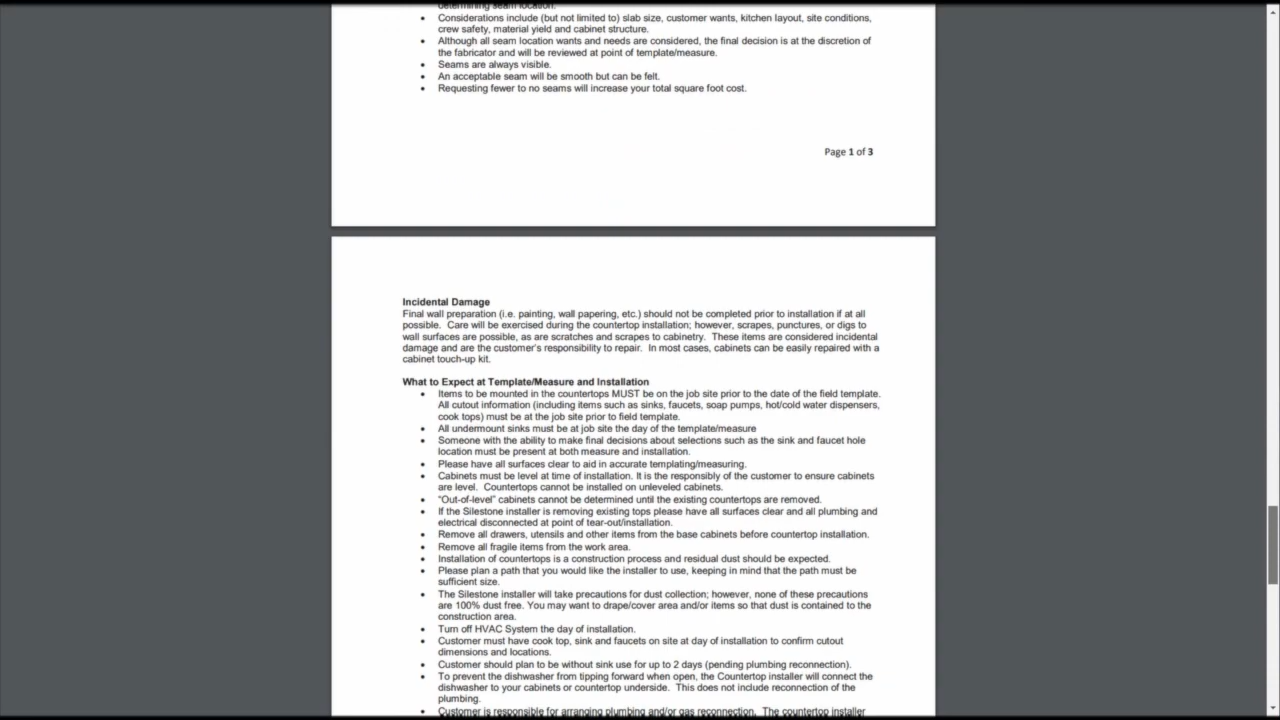 determining seam location.
• Considerations include (but not limited to) slab size, customer wants, kitchen layout, site conditions,
crew safety, material yield and cabinet structure.
• Although all seam location wants and needs are considered, the final decision is at the discretion of
the fabricator and will be reviewed at point of template/measure.
• Seams are always visible.
• An acceptable seam will be smooth but can be felt.
• Requesting fewer to no seams will increase your total square foot cost.
Page 1 of 3
Incidental Damage
Final wall preparation (i.e. painting, wall papering, etc.) should not be completed prior to installation if at all
possible. Care will be exercised during the countertop installation; however, scrapes, punctures, or digs to
wall surfaces are possible, as are scratches and scrapes to cabinetry. These items are considered incidental
damage and are the customer's responsibility to repair. In most cases, cabinets can be easily repaired with a
cabinet touch-up kit.
What to Expect at Template/Measure and Installation
• Items to be mounted in the countertops MUST be on the job site prior to the date of the field template.
All cutout information (including items such as sinks, faucets, soap pumps, hot/cold water dispensers,
cook tops) must be at the job site prior to field template.
• All undermount sinks must be at job site the day of the template/measure
• Someone with the ability to make final decisions about selections such as the sink and faucet hole
location must be present at both measure and installation.
• Please have all surfaces clear to aid in accurate templating/measuring.
• Cabinets must be level at time of installation. It is the responsibly of the customer to ensure cabinets
are level. Countertops cannot be installed on unleveled cabinets.
• "Out-of-level" cabinets cannot be determined until the existing countertops are removed.
• If the Silestone installer is removing existing tops please have all surfaces clear and all plumbing and
electrical disconnected at point of tear-out/installation.
• Remove all drawers, utensils and other items from the base cabinets before countertop installation.
• Remove all fragile items from the work area.
• Installation of countertops is a construction process and residual dust should be expected.
• Please plan a path that you would like the installer to use, keeping in mind that the path must be
sufficient size.
• The Silestone installer will take precautions for dust collection; however, none of these precautions
are 100% dust free. You may want to drape/cover area and/or items so that dust is contained to the
construction area.
• Turn off HVAC System the day of installation.
• Customer must have cook top, sink and faucets on site at day of installation to confirm cutout
dimensions and locations.
• Customer should plan to be without sink use for up to 2 days (pending plumbing reconnection).
• To prevent the dishwasher from tipping forward when open, the Countertop installer will connect the
dishwasher to your cabinets or countertop underside. This does not include reconnection of the
plumbing.
• Customer is responsible for arranging plumbing and/or gas reconnection. The countertop installer